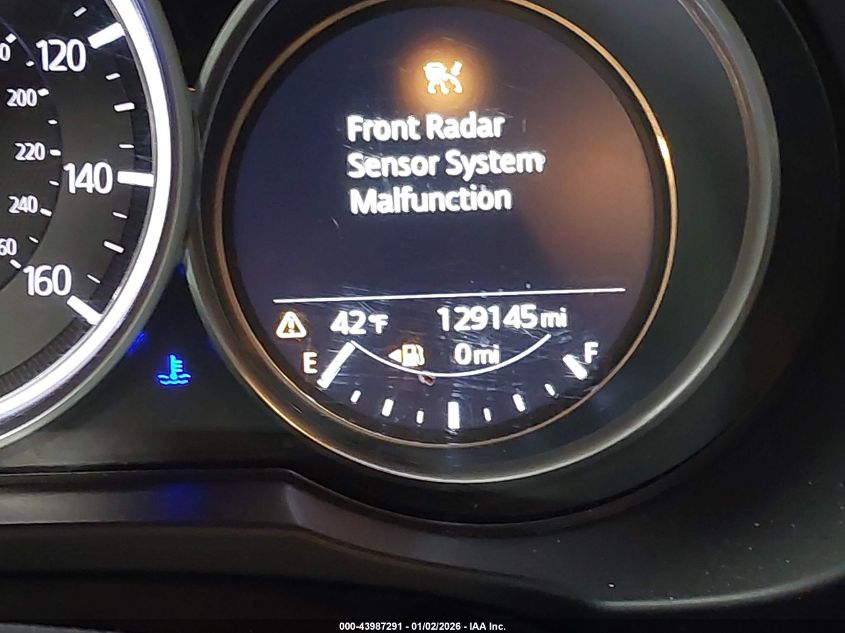 120
200
220
140
240
160
Front Radar
Sensor System
Malfunction
42°F
129145 mi
E
0 mi
F
000-43987291 - 01/02/2026 - IAA Inc.